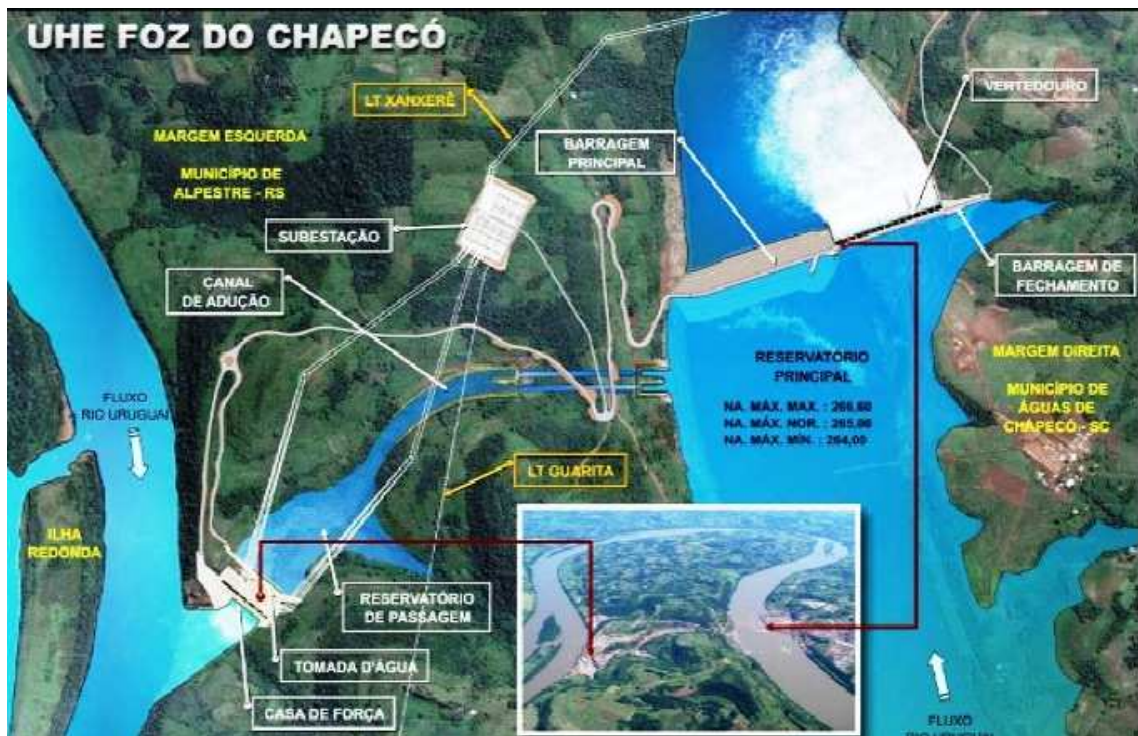 UHE FOZ DO CHAPECÓ
LT XANXERÊ
VERTEDOURO
MARGEM ESQUERDA
MUNICÍPIO DE
ALPESTRE - RS
BARRAGEM
PRINCIPAL
SUBESTAÇÃO
CANAL
DE ADUÇÃO
BARRAGEM DE
FECHAMENTO
RESERVATÓRIO
PRINCIPAL
NA. MÁX. MAX. : 266,60
NA. MÁX. NOR. : 265,00
NA. MÁX. MÍN. : 264,00
MARGEM DIREITA
MUNICÍPIO DE
ÁGUAS DE
CHAPECÓ - SC
FLUXO
RIO URUGUAI
LT GUARITA
ILHA
REDONDA
RESERVATÓRIO
DE PASSAGEM
TOMADA D'ÁGUA
CASA DE FORÇA
FLUXO
RIO URUGUAI